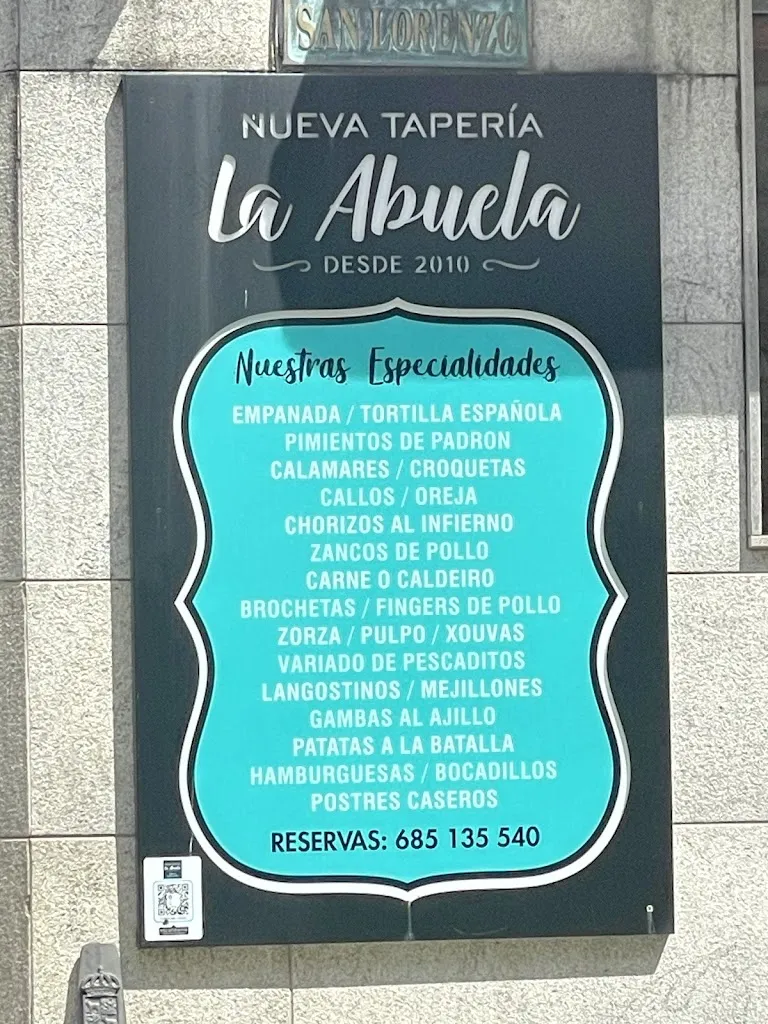 SAN LORENZO
NUEVA TAPERÍA
La Abuela
DESDE 2010
Nuestras Especialidades
EMPANADA / TORTILLA ESPAÑOLA
PIMIENTOS DE PADRON
CALAMARES / CROQUETAS
CALLOS / OREJA
CHORIZOS AL INFIERNO
ZANCOS DE POLLO
CARNE O CALDEIRO
BROCHETAS / FINGERS DE POLLO
ZORZA / PULPO / XOUVAS
VARIADO DE PESCADITOS
LANGOSTINOS / MEJILLONES
GAMBAS AL AJILLO
PATATAS A LA BATALLA
HAMBURGUESAS / BOCADILLOS
POSTRES CASEROS
RESERVAS: 685 135 540